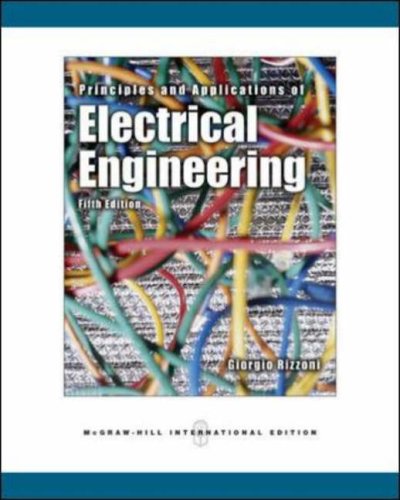 Principles and Applications of
Electrical
Engineering
Fifth Edition
Giorgio Rizzoni
McGRAW-HILL INTERNATIONAL EDITION